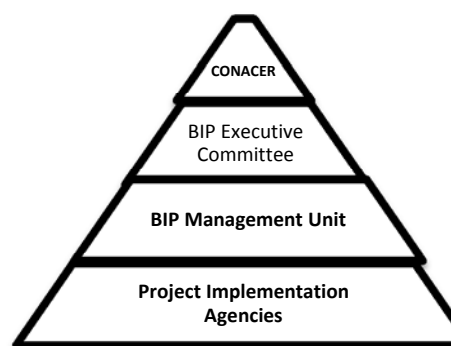 CONACER
BIP Executive
Committee
BIP Management Unit
Project Implementation
Agencies